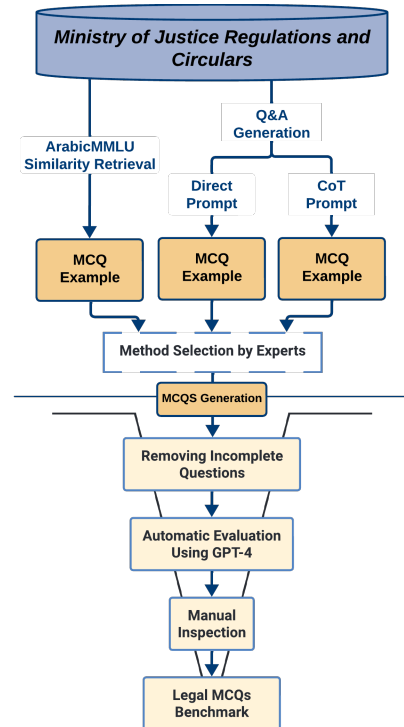 Ministry of Justice Regulations and
Circulars
Q&A
Generation
ArabicMMLU
Similarity Retrieval
Direct
Prompt
CoT
Prompt
MCQ
Example
MCQ
Example
MCQ
Example
Method Selection by Experts
MCQS Generation
Removing Incomplete
Questions
Automatic Evaluation
Using GPT-4
Manual
Inspection
Legal MCQs
Benchmark